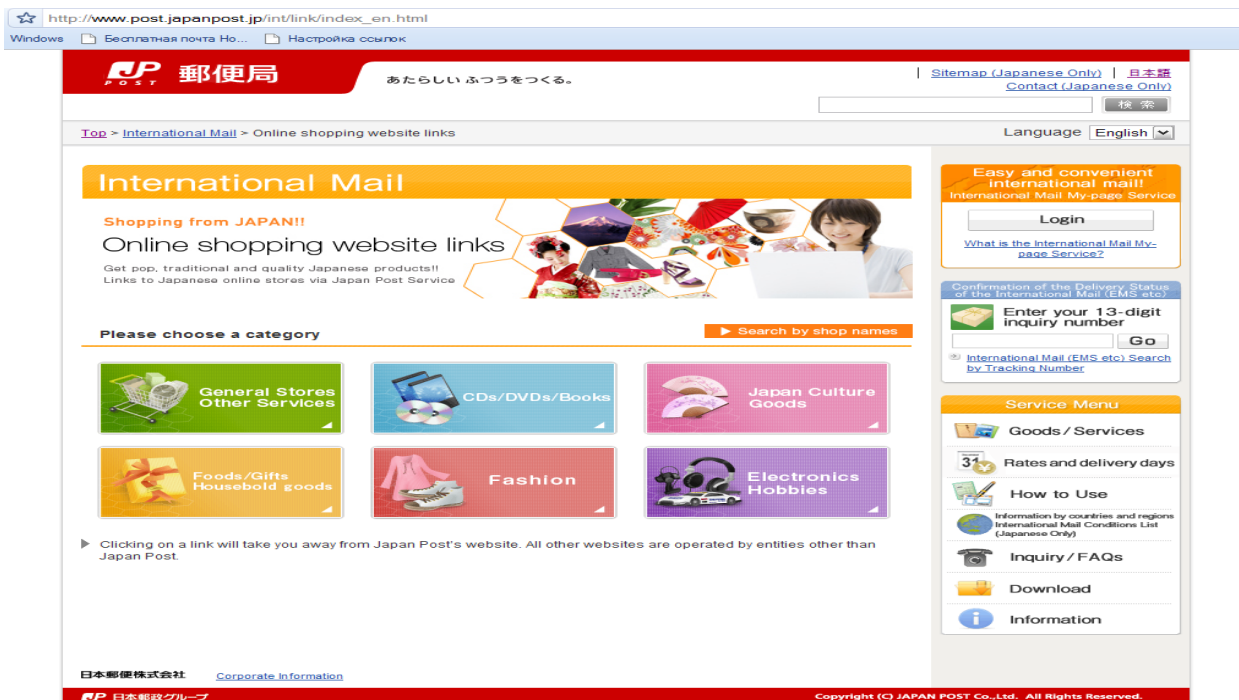 http://www.post.japanpost.jp/int/link/index_en.html
Windows Бесплатная почта Ho... Настройка ссылок
JP POST 郵便局
あたらしいふつうをつくる。
Sitemap (Japanese Only) | 日本語
Contact (Japanese Only)
検 索
Top > International Mail > Online shopping website links
Language English
International Mail
Shopping from JAPAN!!
Online shopping website links
Get pop, traditional and quality Japanese products!!
Links to Japanese online stores via Japan Post Service
Please choose a category
Search by shop names
General Stores
Other Services
CDs/DVDs/Books
Japan Culture
Goods
Foods/Gifts
Household goods
Fashion
Electronics
Hobbies
Clicking on a link will take you away from Japan Post's website. All other websites are operated by entities other than
Japan Post.
Easy and convenient
international mail!
International Mail My-page Service
Login
What is the International Mail My-
page Service?
Confirmation of the Delivery Status
of the International Mail (EMS etc)
Enter your 13-digit
inquiry number
Go
International Mail (EMS etc) Search
by Tracking Number
Service Menu
Goods/Services
31
Rates and delivery days
How to Use
Information by countries and regions
International Mail Conditions List
(Japanese Only)
Inquiry/FAQs
Download
Information
日本郵便株式会社 Corporate Information
JP 日本郵政グループ
Copyright (C) JAPAN POST Co.,Ltd. All Rights Reserved.